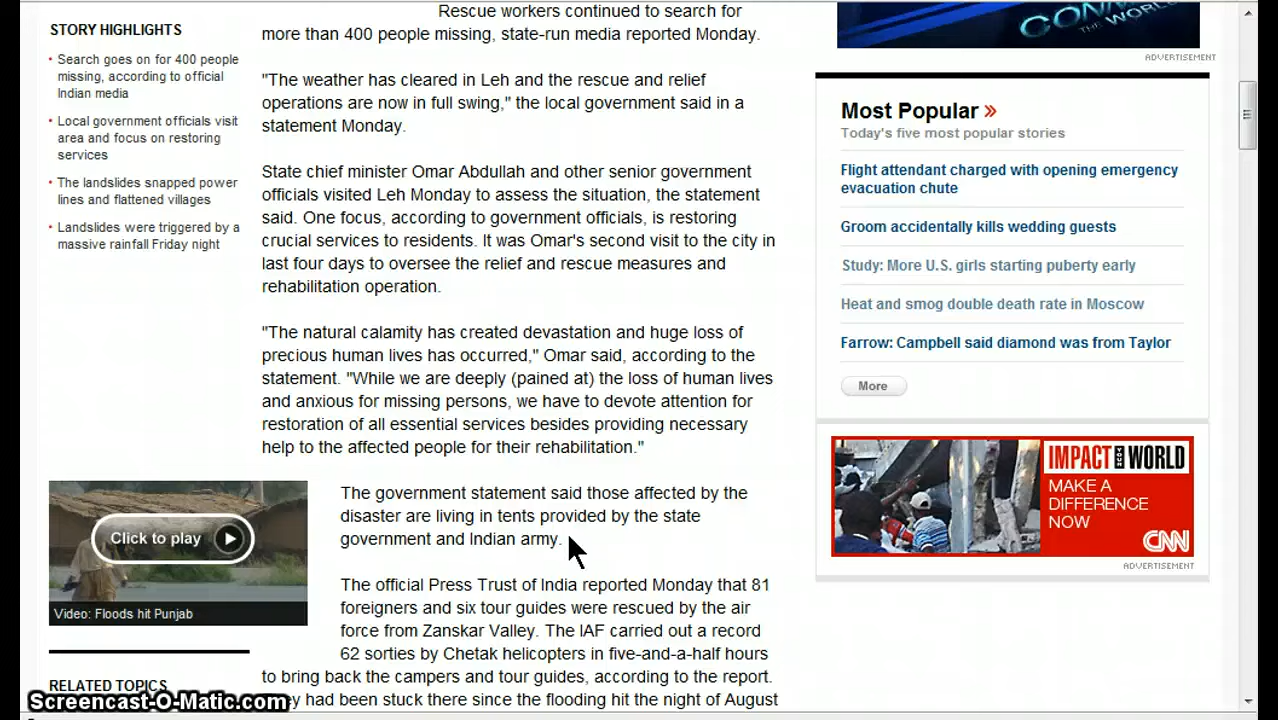 STORY HIGHLIGHTS
Search goes on for 400 people
missing, according to official
Indian media
Local government officials visit
area and focus on restoring
services
The landslides snapped power
lines and flattened villages
Landslides were triggered by a
massive rainfall Friday night
Rescue workers continued to search for
more than 400 people missing, state-run media reported Monday.
"The weather has cleared in Leh and the rescue and relief
operations are now in full swing," the local government said in a
statement Monday.
State chief minister Omar Abdullah and other senior government
officials visited Leh Monday to assess the situation, the statement
said. One focus, according to government officials, is restoring
crucial services to residents. It was Omar's second visit to the city in
last four days to oversee the relief and rescue measures and
rehabilitation operation.
"The natural calamity has created devastation and huge loss of
precious human lives has occurred," Omar said, according to the
statement. "While we are deeply (pained at) the loss of human lives
and anxious for missing persons, we have to devote attention for
restoration of all essential services besides providing necessary
help to the affected people for their rehabilitation."
Click to play
Video: Floods hit Punjab
The government statement said those affected by the
disaster are living in tents provided by the state
government and Indian army.
The official Press Trust of India reported Monday that 81
foreigners and six tour guides were rescued by the air
force from Zanskar Valley. The IAF carried out a record
62 sorties by Chetak helicopters in five-and-a-half hours
to bring back the campers and tour guides, according to the report.
had been stuck there since the flooding hit the night of August
RELATED TOPICS
Screencast-O-Matic.com
THE WORLD
ADVERTISEMENT
Most Popular »
Today's five most popular stories
Flight attendant charged with opening emergency
evacuation chute
Groom accidentally kills wedding guests
Study: More U.S. girls starting puberty early
Heat and smog double death rate in Moscow
Farrow: Campbell said diamond was from Taylor
More
IMPACT YOUR WORLD
MAKE A
DIFFERENCE
NOW
CNN
ADVERTISEMENT